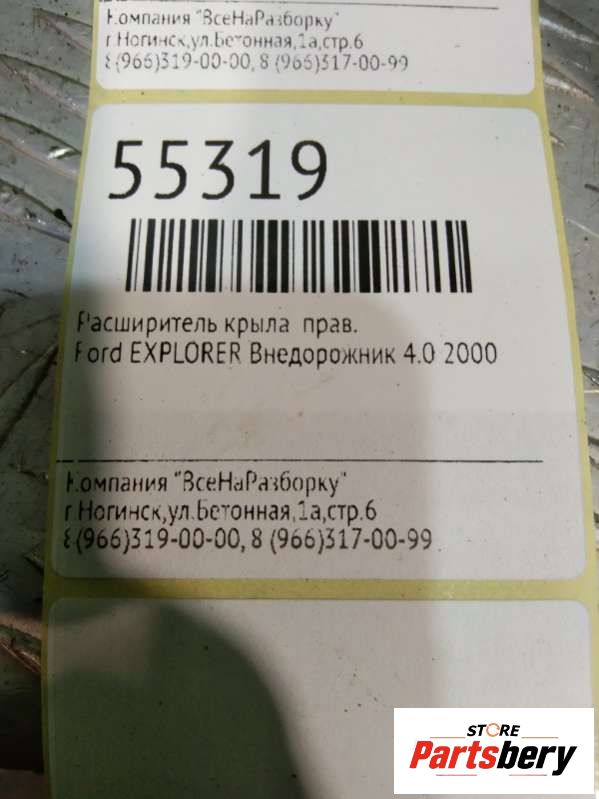 Компания "ВсеНаРазборку"
г.Ногинск,ул.Бетонная,1а,стр.6
8 (966)319-00-00, 8 (966)317-00-99
55319
Расширитель крыла прав.
Ford EXPLORER Внедорожник 4.0 2000
Компания "ВсеНаРазборку"
г.Ногинск,ул.Бетонная,1а,стр.6
8 (966)319-00-00, 8 (966)317-00-99
STORE
Partsbery